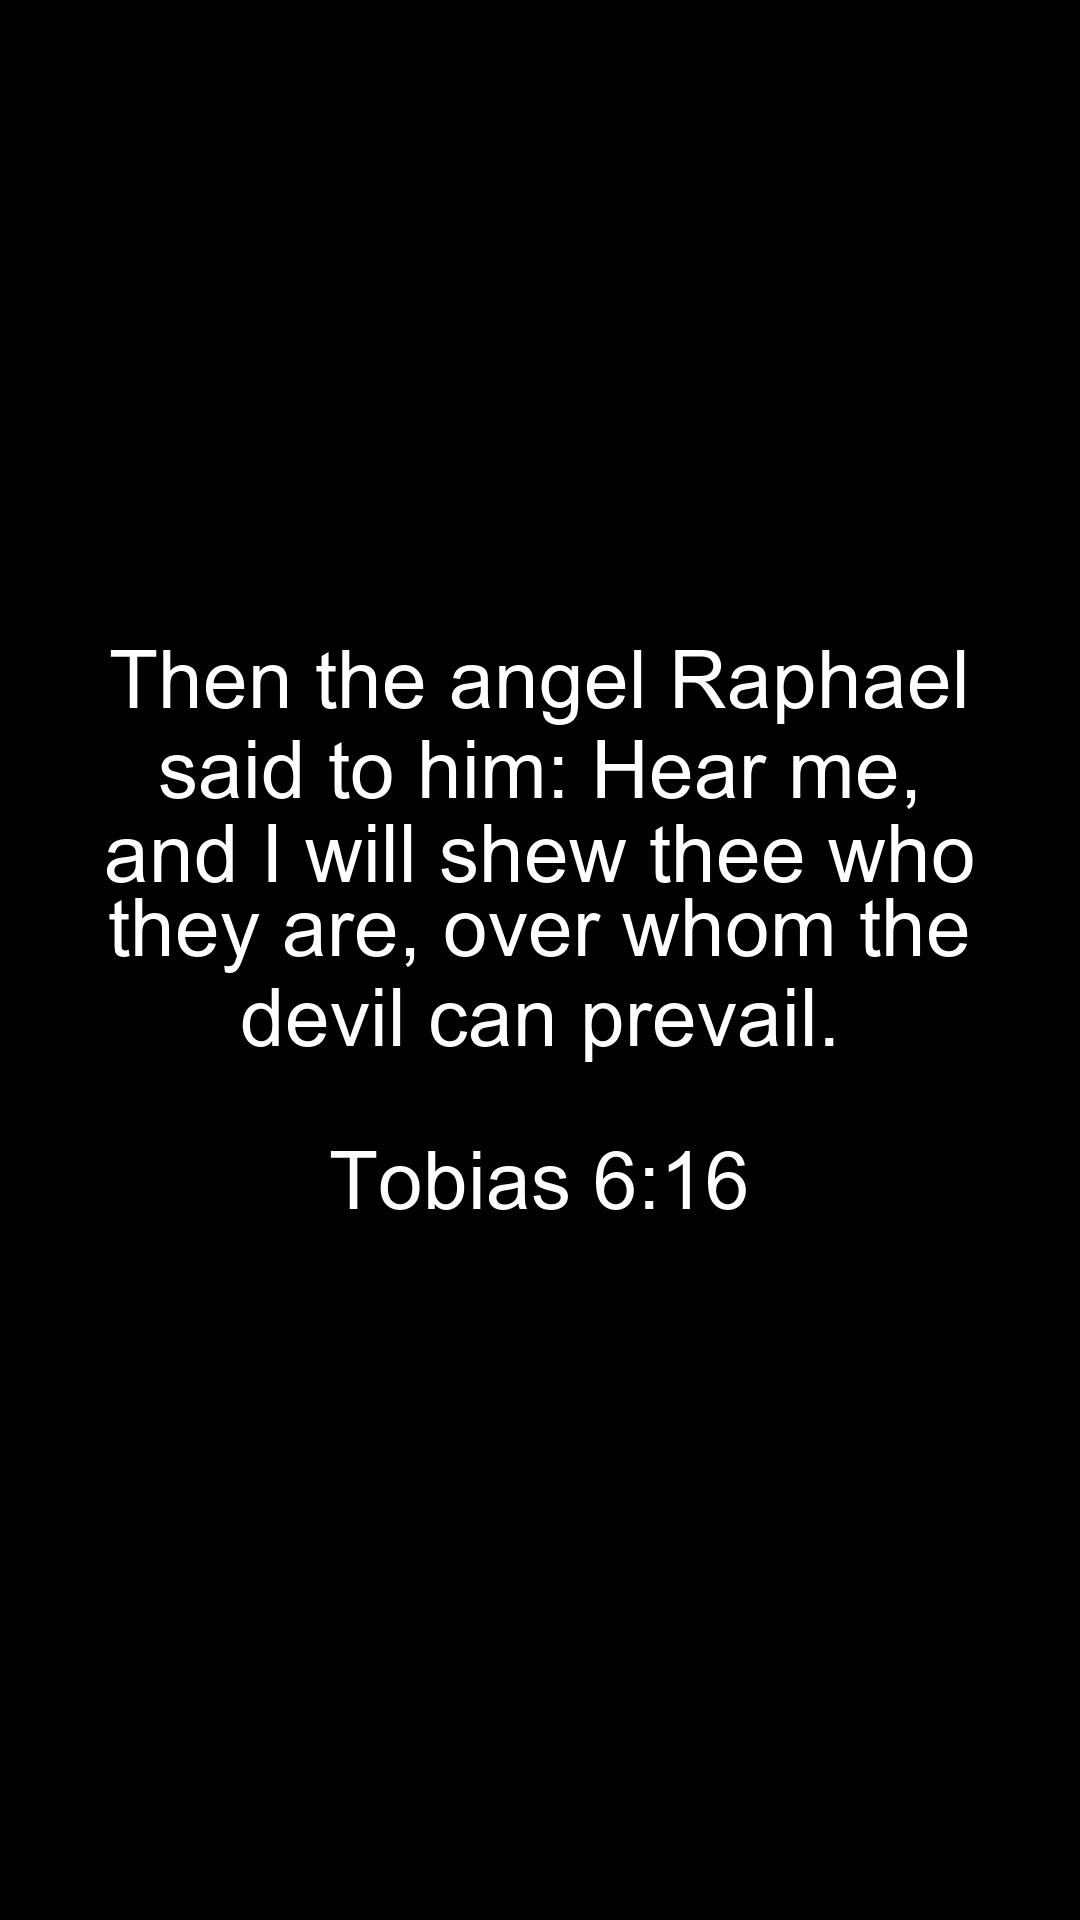 Then the angel Raphael
said to him: Hear me,
and I will shew thee who
they are, over whom the
devil can prevail.
Tobias 6:16